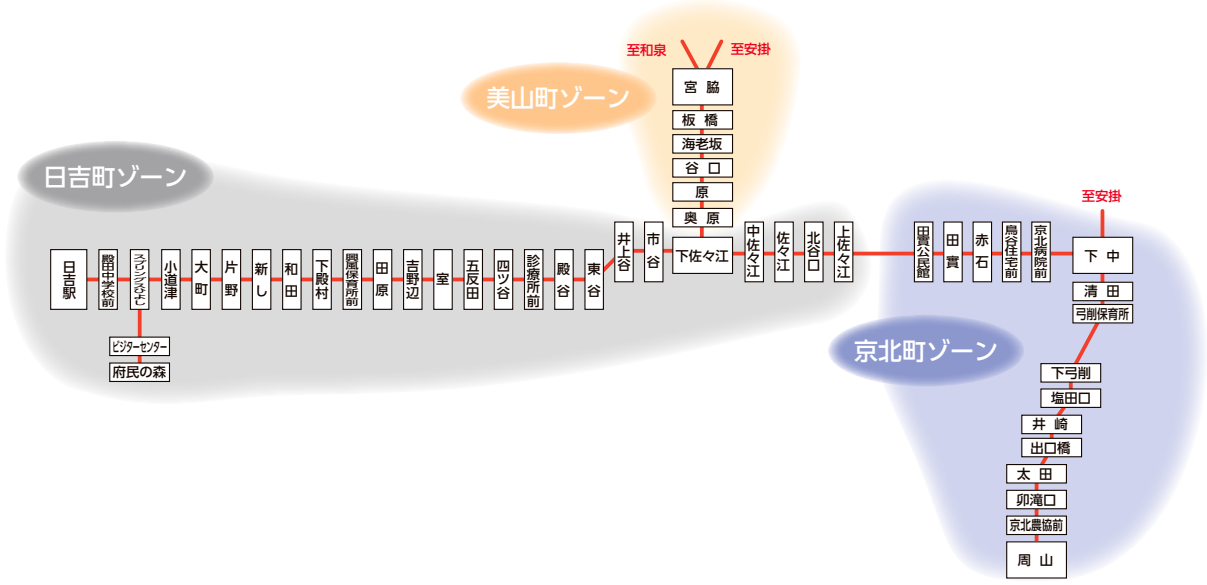 至和泉
至安掛
宮脇
美山町ゾーン
板橋
海老坂
谷口
日吉町ゾーン
原
至安掛
奥原
日吉駅
殿田中学校前
スプリングスひよし
小道津
大町
片野
新し
和田
下殿村
興風保育所前
田原
吉野辺
室
五反田
四ツ谷
診療所前
殿谷
東谷
井上谷
市谷
下佐々江
中佐々江
佐々江
北谷口
上佐々江
田貫公民館
田貫
赤石
鳥谷住宅前
京北病院前
下中
清田
弓削保育所
ビジターセンター
府民の森
京北町ゾーン
下弓削
塩田口
井崎
出口橋
太田
卯滝口
京北農協前
周山